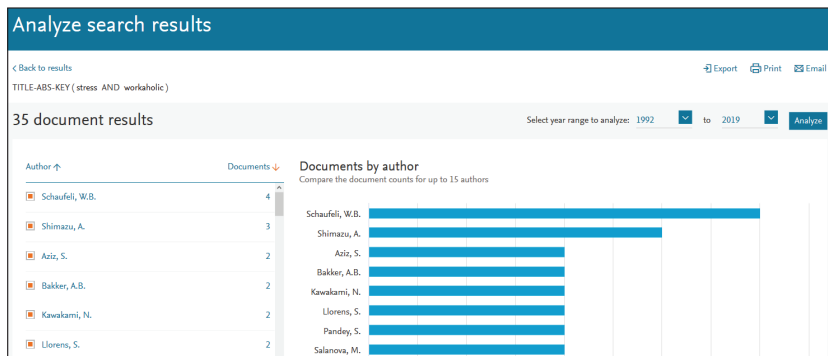 Analyze search results
< Back to results
Export Print Email
TITLE-ABS-KEY ( stress AND workaholic )
35 document results
Select year range to analyze: 1992 to 2019 Analyze
Author ↑ Documents ↓
Schaufeli, W.B. 4
Shimazu, A. 3
Aziz, S. 2
Bakker, A.B. 2
Kawakami, N. 2
Llorens, S. 2
Documents by author
Compare the document counts for up to 15 authors
Schaufeli, W.B.
Shimazu, A.
Aziz, S.
Bakker, A.B.
Kawakami, N.
Llorens, S.
Pandey, S.
Salanova, M.